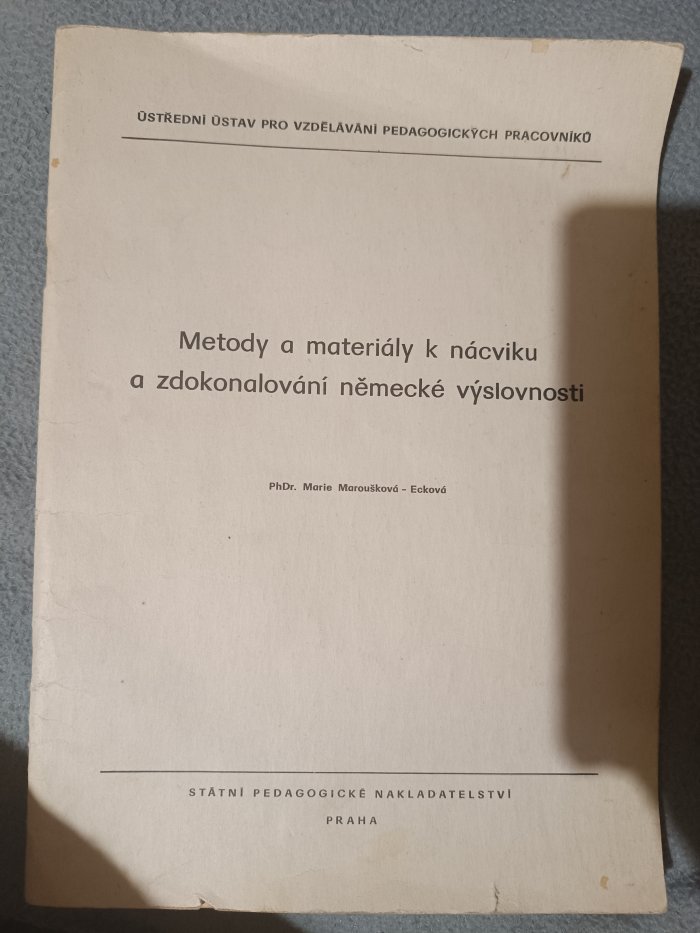 ÚSTŘEDNÍ ÚSTAV PRO VZDĚLÁVÁNÍ PEDAGOGICKÝCH PRACOVNÍKŮ
Metody a materiály k nácviku
a zdokonalování německé výslovnosti
PhDr. Marie Maroušková - Ecková
STÁTNÍ PEDAGOGICKÉ NAKLADATELSTVÍ
PRAHA